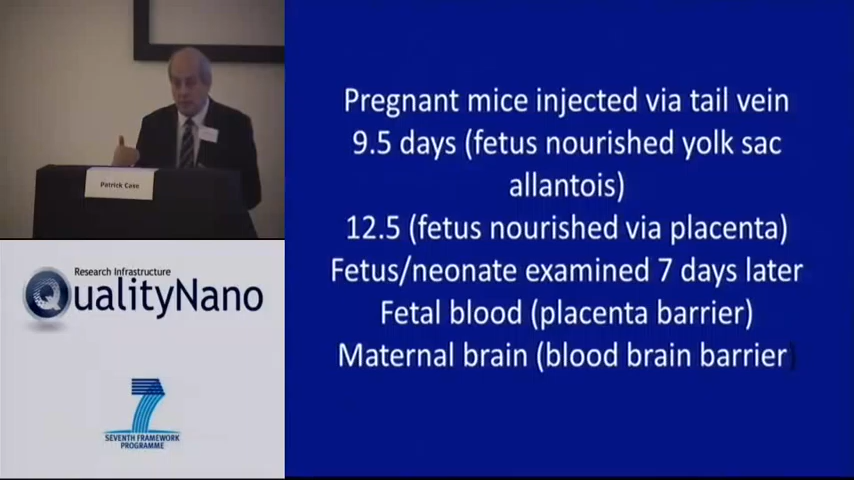 Patrick Case
Research Infrastructure
QualityNano
7
SEVENTH FRAMEWORK
PROGRAMME
Pregnant mice injected via tail vein
9.5 days (fetus nourished yolk sac
allantois)
12.5 (fetus nourished via placenta)
Fetus/neonate examined 7 days later
Fetal blood (placenta barrier)
Maternal brain (blood brain barrier)